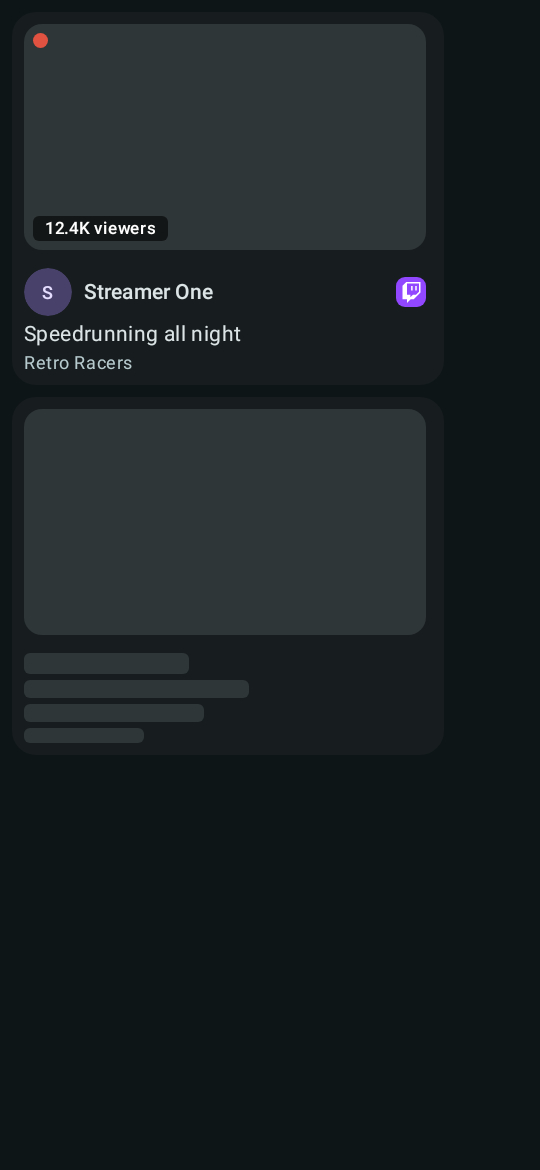 12.4K viewers
S
Streamer One
Speedrunning all night
Retro Racers